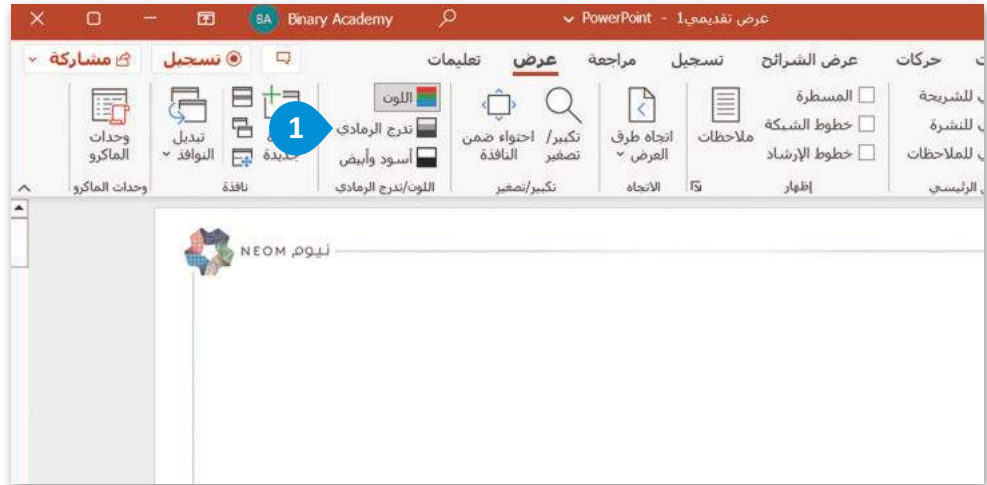 عرض تقديمي1 - PowerPoint
Binary Academy
BA
حركات
عرض الشرائح
تسجيل
مراجعة
عرض
تعليمات
تسجيل
مشاركة
للشريحة
للنشرة
للملاحظات
الرئيسي
المسطرة
خطوط الشبكة
خطوط الإرشاد
إظهار
ملاحظات
اتجاه طرق
العرض
الاتجاه
تكبير/
تصغير
احتواء ضمن
النافذة
تكبير/تصغير
اللون
تدرج الرمادي
أسود وأبيض
اللون/تدرج الرمادي
1
جديدة
نافذة
تبديل
النوافذ
وحدات
الماكرو
وحدات الماكرو
نيوم NEOM